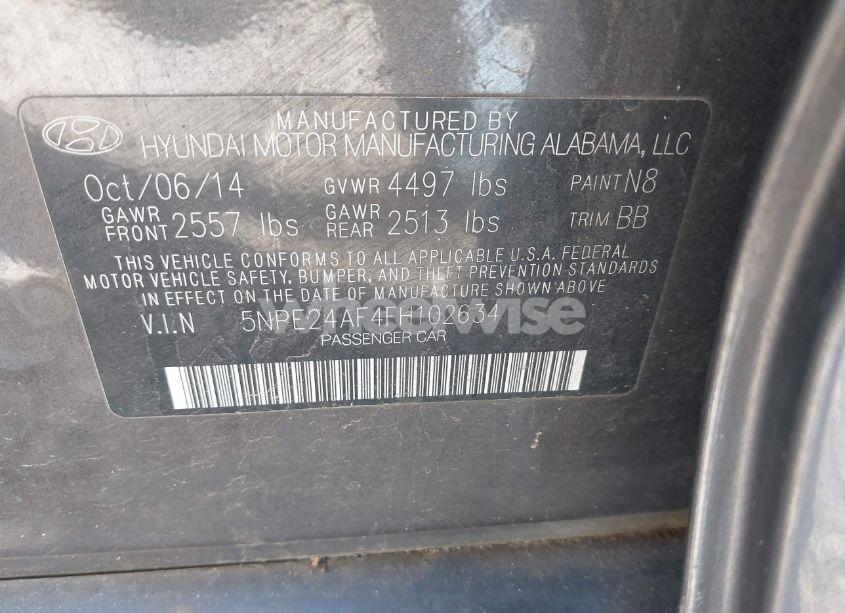 MANUFACTURED BY
HYUNDAI MOTOR MANUFACTURING ALABAMA, LLC
Oct/06/14 GVWR 4497 lbs PAINT N8
GAWR FRONT 2557 lbs GAWR REAR 2513 lbs TRIM BB
THIS VEHICLE CONFORMS TO ALL APPLICABLE U.S.A. FEDERAL
MOTOR VEHICLE SAFETY, BUMPER, AND THEFT PREVENTION STANDARDS
IN EFFECT ON THE DATE OF MANUFACTURE SHOWN ABOVE
V.I.N 5NPE24AF4FH102634
PASSENGER CAR